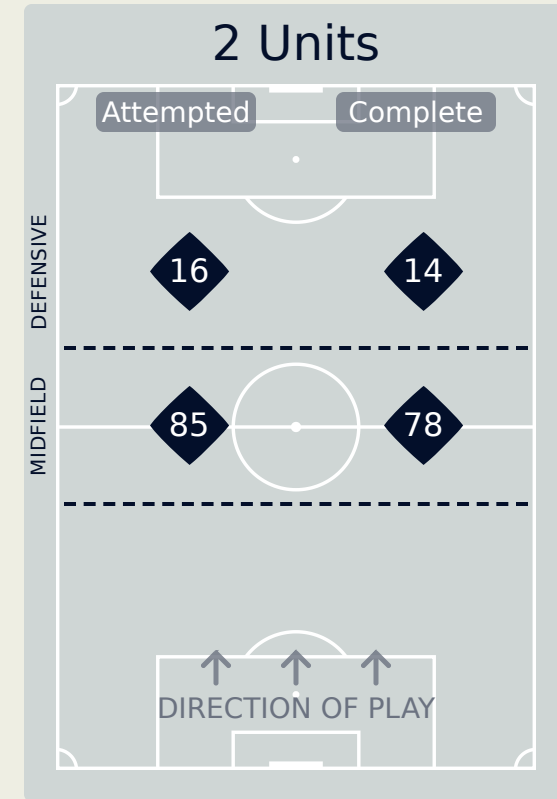 2 Units
Attempted Complete
DEFENSIVE
16 14
MIDFIELD
85 78
DIRECTION OF PLAY